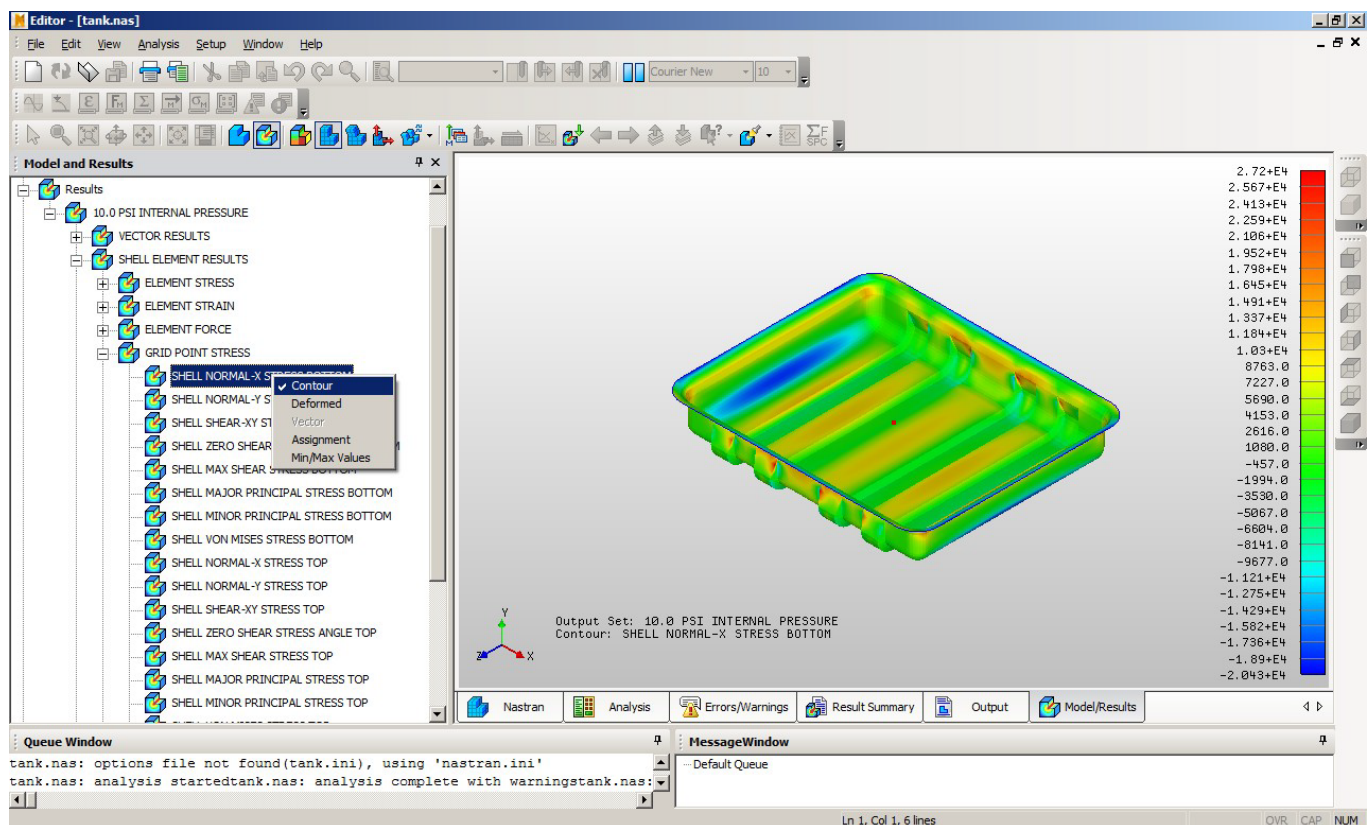 Editor - [tank.nas]
File Edit View Analysis Setup Window Help
Courier New 10
Model and Results
Results
10.0 PSI INTERNAL PRESSURE
VECTOR RESULTS
SHELL ELEMENT RESULTS
ELEMENT STRESS
ELEMENT STRAIN
ELEMENT FORCE
GRID POINT STRESS
SHELL NORMAL-X STRESS BOTTOM
SHELL NORMAL-Y S
SHELL SHEAR-XY ST
SHELL ZERO SHEAR
SHELL MAX SHEAR STRESS BOTTOM
SHELL MAJOR PRINCIPAL STRESS BOTTOM
SHELL MINOR PRINCIPAL STRESS BOTTOM
SHELL VON MISES STRESS BOTTOM
SHELL NORMAL-X STRESS TOP
SHELL NORMAL-Y STRESS TOP
SHELL SHEAR-XY STRESS TOP
SHELL ZERO SHEAR STRESS ANGLE TOP
SHELL MAX SHEAR STRESS TOP
SHELL MAJOR PRINCIPAL STRESS TOP
SHELL MINOR PRINCIPAL STRESS TOP
Contour
Deformed
Vector
Assignment
Min/Max Values
2.72+E4
2.567+E4
2.413+E4
2.259+E4
2.106+E4
1.952+E4
1.798+E4
1.645+E4
1.491+E4
1.337+E4
1.184+E4
1.03+E4
8763.0
7227.0
5690.0
4153.0
2616.0
1080.0
-457.0
-1994.0
-3530.0
-5067.0
-6604.0
-8141.0
-9677.0
-1.121+E4
-1.275+E4
-1.429+E4
-1.582+E4
-1.736+E4
-1.89+E4
-2.043+E4
Y
Z X
Output Set: 10.0 PSI INTERNAL PRESSURE
Contour: SHELL NORMAL-X STRESS BOTTOM
Nastran Analysis Errors/Warnings Result Summary Output Model/Results
Queue Window
tank.nas: options file not found(tank.ini), using 'nastran.ini'
tank.nas: analysis startedtank.nas: analysis complete with warningstank.nas:
MessageWindow
Default Queue
Ln 1, Col 1, 6 lines
OVR CAP NUM